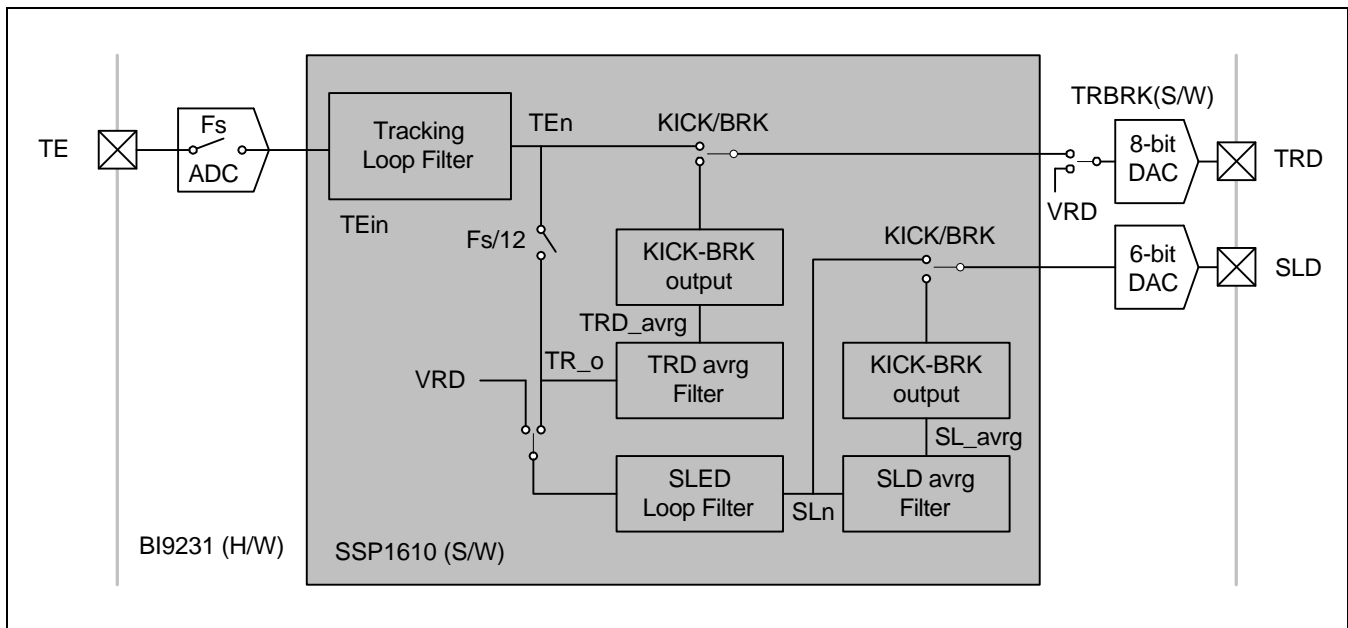 TE
Fs
ADC
Tracking
Loop Filter
TEin
TEn
Fs/12
KICK/BRK
KICK-BRK
output
TRD_avrg
TRD avrg
Filter
TR_o
VRD
SLED
Loop Filter
SLn
KICK/BRK
KICK-BRK
output
SL_avrg
SLD avrg
Filter
TRBRK(S/W)
8-bit
DAC
TRD
VRD
6-bit
DAC
SLD
BI9231 (H/W)
SSP1610 (S/W)